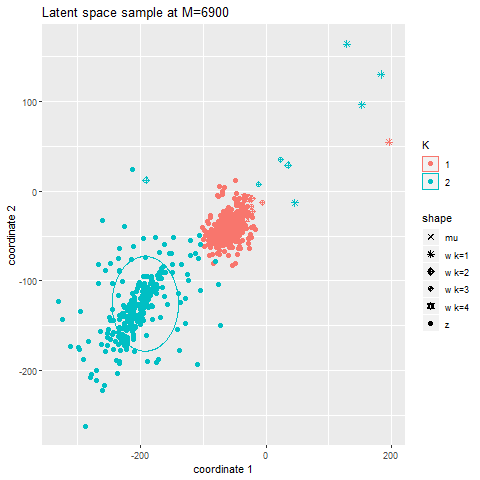 Latent space sample at M=6900
coordinate 2
100
0
-100
-200
-200
-100
0
100
200
coordinate 1
K
1
2
shape
mu
w k=1
w k=2
w k=3
w k=4
z